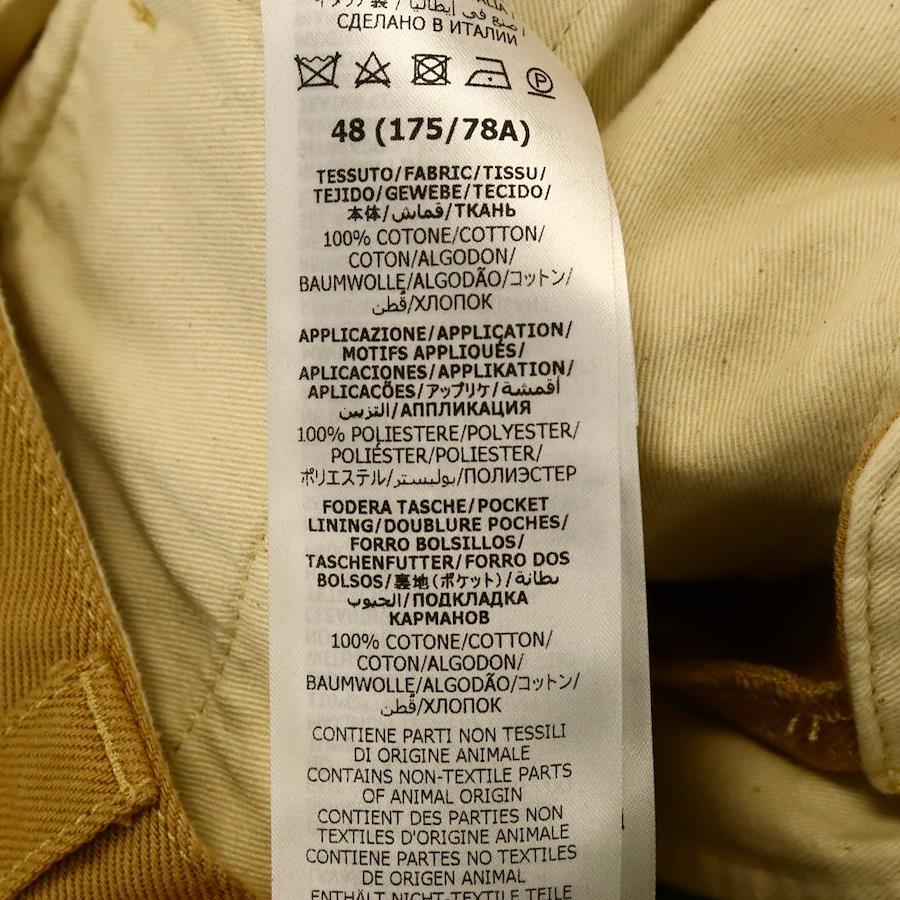 СДЕЛАНО В ИТАЛИИ
P
48 (175/78A)
TESSUTO/FABRIC/TISSU/
TEJIDO/GEWEBE/TECIDO/
本体/قماش/ТКАНЬ
100% COTONE/COTTON/
COTON/ALGODON/
BAUMWOLLE/ALGODÃO/コットン/
قطن/ХЛОПОК
APPLICAZIONE/APPLICATION/
MOTIFS APPLIQUÉS/
APLICACIONES/APPLIKATION/
APLICACÕES/アップリケ/أقمشة
التزيين/АППЛИКАЦИЯ
100% POLIESTERE/POLYESTER/
POLIÉSTER/POLIESTER/
ポリエステル/بوليستر/ПОЛИЭСТЕР
FODERA TASCHE/POCKET
LINING/DOUBLURE POCHES/
FORRO BOLSILLOS/
TASCHENFUTTER/FORRO DOS
BOLSOS/裏地(ポケット)/بطانة
الجيوب/ПОДКЛАДКА
КАРМАНОВ
100% COTONE/COTTON/
COTON/ALGODON/
BAUMWOLLE/ALGODÃO/コットン/
قطن/ХЛОПОК
CONTIENE PARTI NON TESSILI
DI ORIGINE ANIMALE
CONTAINS NON-TEXTILE PARTS
OF ANIMAL ORIGIN
CONTIENT DES PARTIES NON
TEXTILES D'ORIGINE ANIMALE
CONTIENE PARTES NO TEXTILES
DE ORIGEN ANIMAL
ENTHÄLT NICHT-TEXTILE TEILE